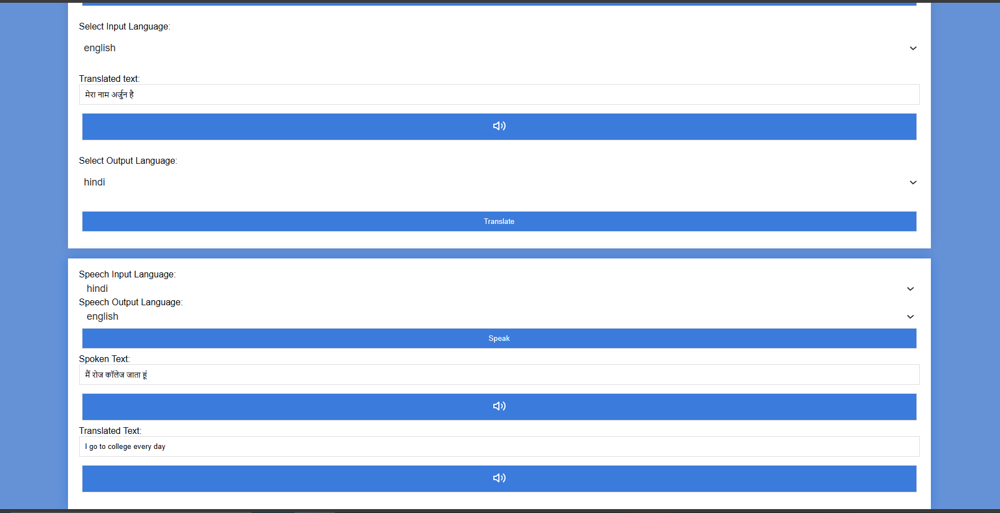 Select Input Language:
english
Translated text:
मेरा नाम अर्जुन है
Select Output Language:
hindi
Translate
Speech Input Language:
hindi
Speech Output Language:
english
Speak
Spoken Text:
मैं रोज कॉलेज जाता हूं
Translated Text:
I go to college every day